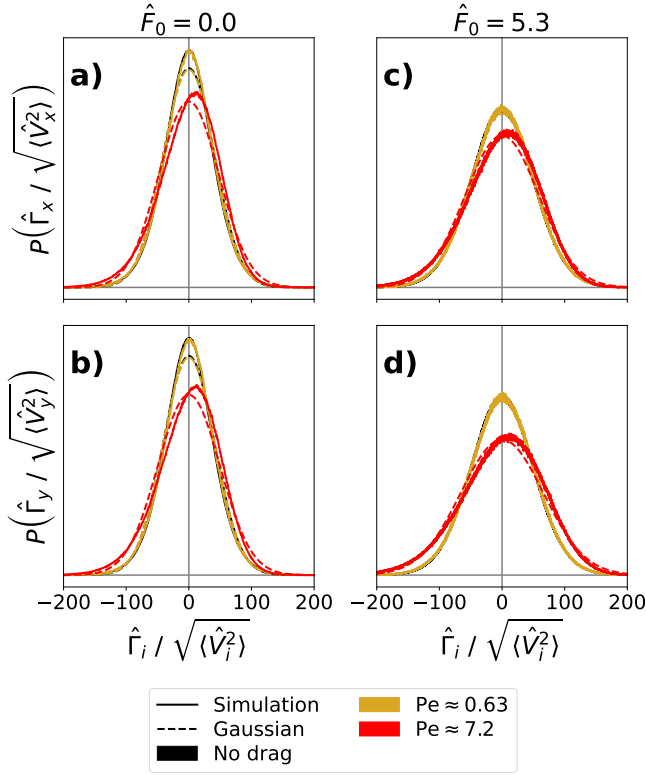 F̂₀ = 0.0
F̂₀ = 5.3
a)
c)
P(Γ̂ₓ / √⟨V̂ₓ²⟩)
b)
d)
P(Γ̂ᵧ / √⟨V̂ᵧ²⟩)
−200 −100 0 100 200
−200 −100 0 100 200
Γ̂ᵢ / √⟨V̂ᵢ²⟩
Γ̂ᵢ / √⟨V̂ᵢ²⟩
Simulation
Gaussian
No drag
Pe ≈ 0.63
Pe ≈ 7.2